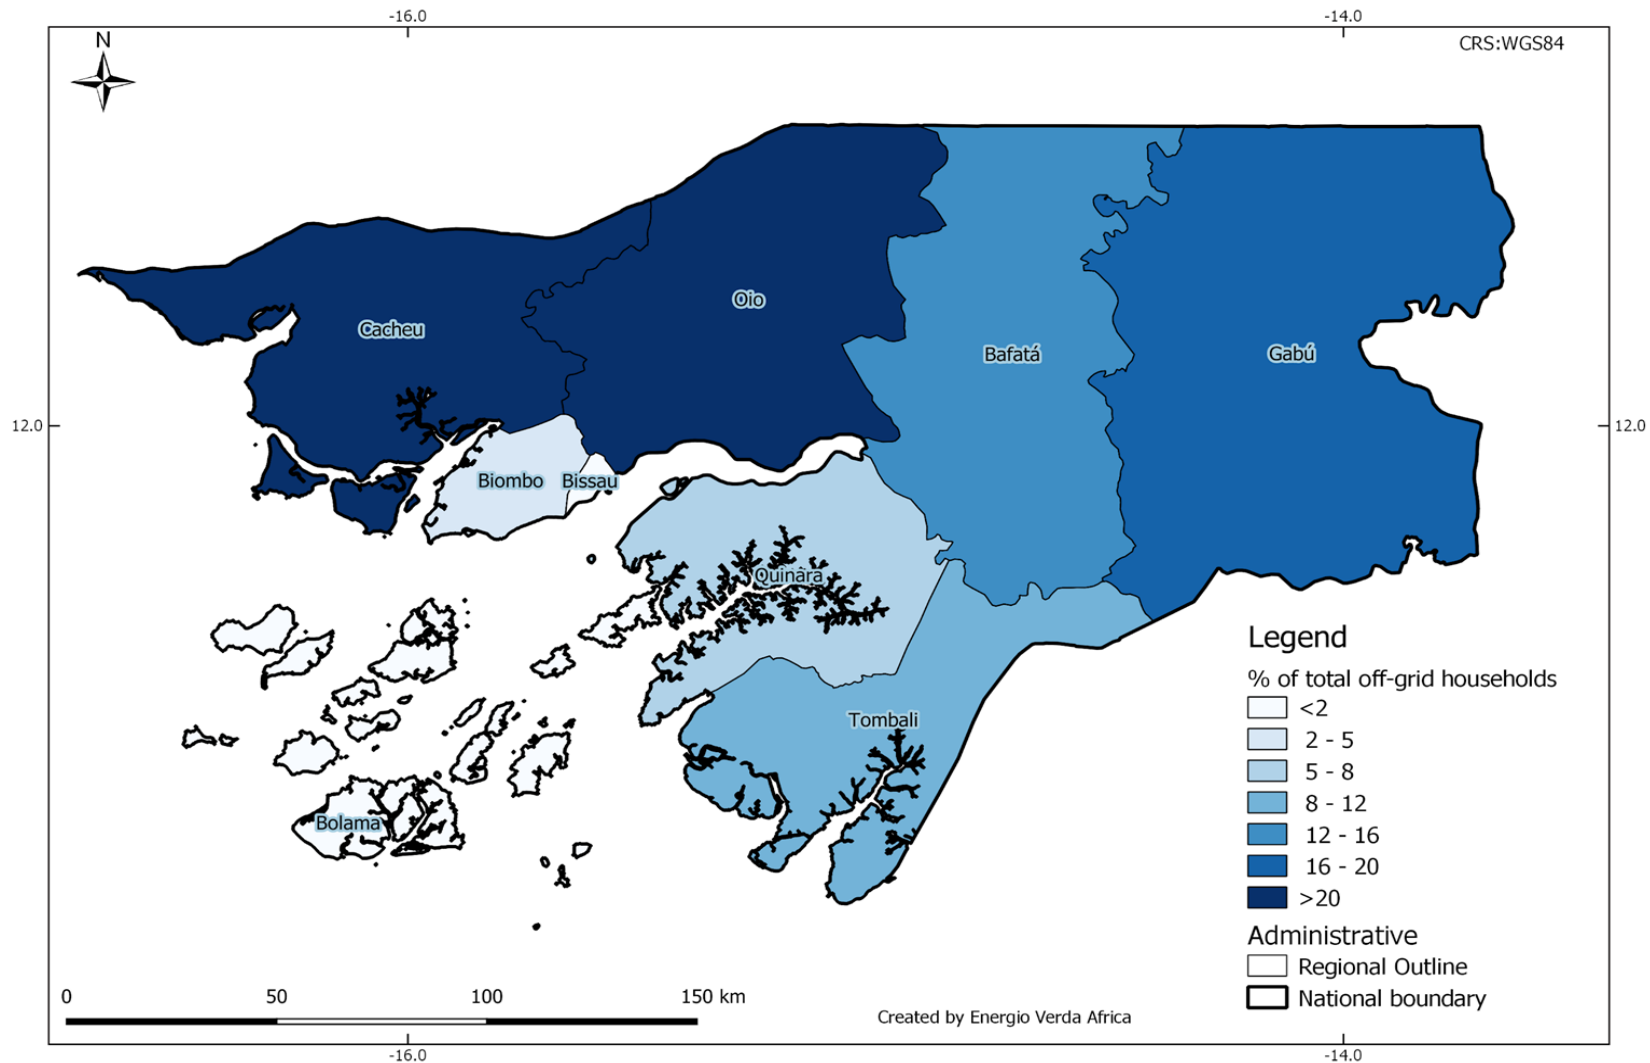 -16.0
-14.0
CRS:WGS84
N
Oio
Cacheu
Bafatá
Gabú
12.0
12.0
Biombo
Bissau
Quinara
Tombali
Bolama
Legend
% of total off-grid households
<2
2 - 5
5 - 8
8 - 12
12 - 16
16 - 20
>20
Administrative
Regional Outline
National boundary
0 50 100 150 km
Created by Energio Verda Africa
-16.0
-14.0